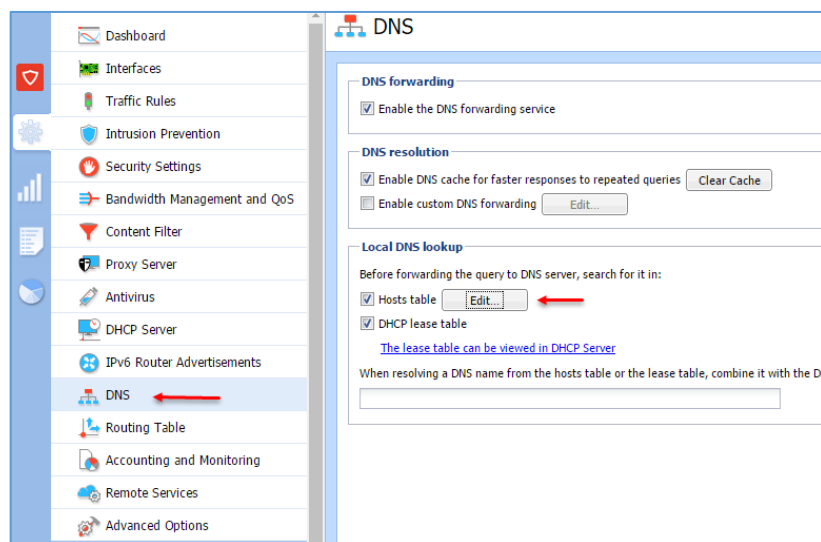 Dashboard
Interfaces
Traffic Rules
Intrusion Prevention
Security Settings
Bandwidth Management and QoS
Content Filter
Proxy Server
Antivirus
DHCP Server
IPv6 Router Advertisements
DNS
Routing Table
Accounting and Monitoring
Remote Services
Advanced Options
DNS
DNS forwarding
Enable the DNS forwarding service
DNS resolution
Enable DNS cache for faster responses to repeated queries Clear Cache
Enable custom DNS forwarding Edit...
Local DNS lookup
Before forwarding the query to DNS server, search for it in:
Hosts table Edit...
DHCP lease table
The lease table can be viewed in DHCP Server
When resolving a DNS name from the hosts table or the lease table, combine it with the D